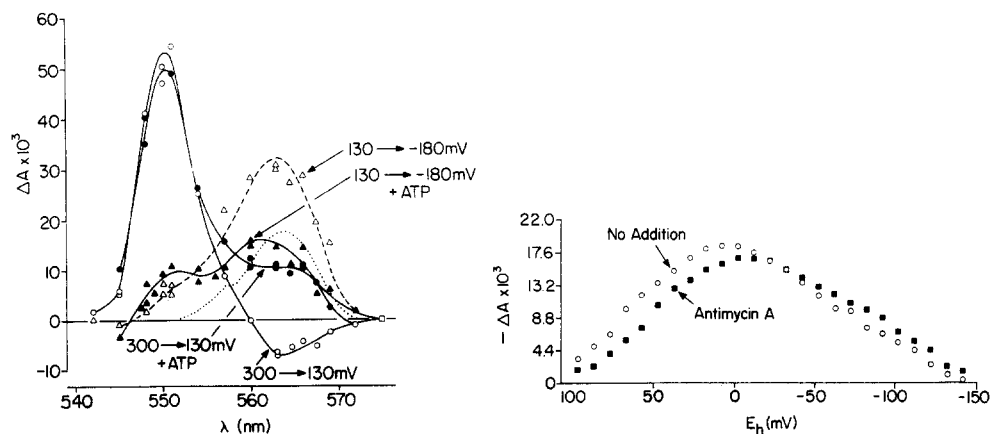 60
50
40
30
20
10
0
-10
ΔA x 10³
130 → -180mV
130 → -180mV
+ ATP
300 → 130mV
+ ATP
300 → 130mV
540
550
560
570
λ (nm)
22.0
17.6
13.2
8.8
4.4
0
- ΔA x 10³
No Addition
Antimycin A
100
50
0
-50
-100
-150
Eh(mV)